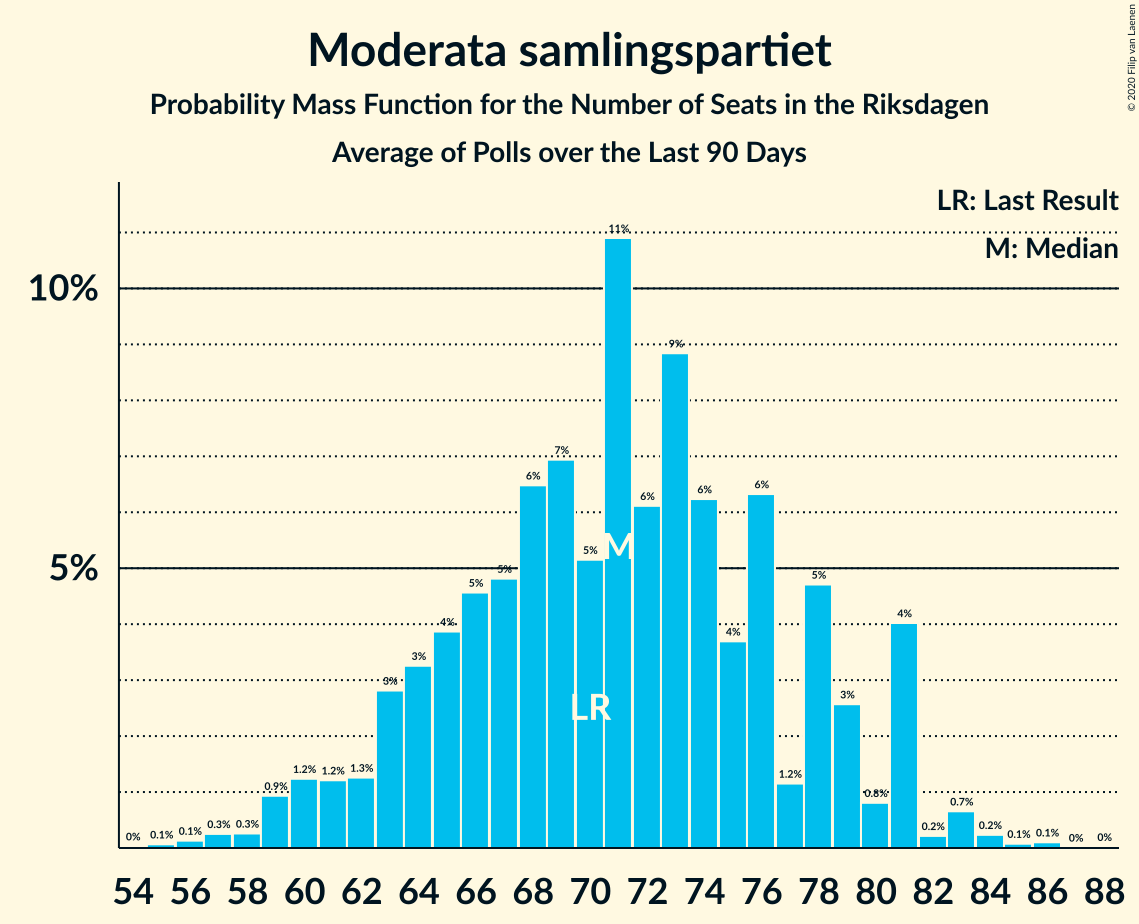 Moderata samlingspartiet
Probability Mass Function for the Number of Seats in the Riksdagen
Average of Polls over the Last 90 Days
© 2020 Filip van Laenen
LR: Last Result
M: Median
10%
5%
0% 0.1% 0.1% 0.3% 0.3% 0.9% 1.2% 1.2% 1.3% 3% 3% 4% 5% 5% 6% 7% 5% 11% 6% 9% 6% 4% 6% 1.2% 5% 3% 0.8% 4% 0.2% 0.7% 0.2% 0.1% 0.1% 0% 0%
M
LR
54 56 58 60 62 64 66 68 70 72 74 76 78 80 82 84 86 88